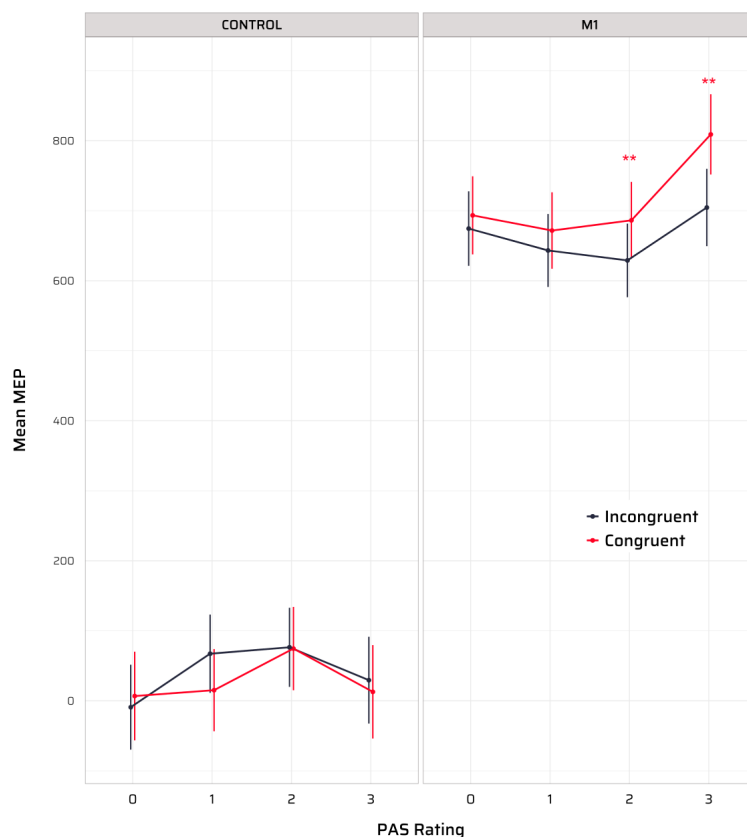 CONTROL
M1
Mean MEP
800
600
400
200
0
**
**
Incongruent
Congruent
0 1 2 3
0 1 2 3
PAS Rating